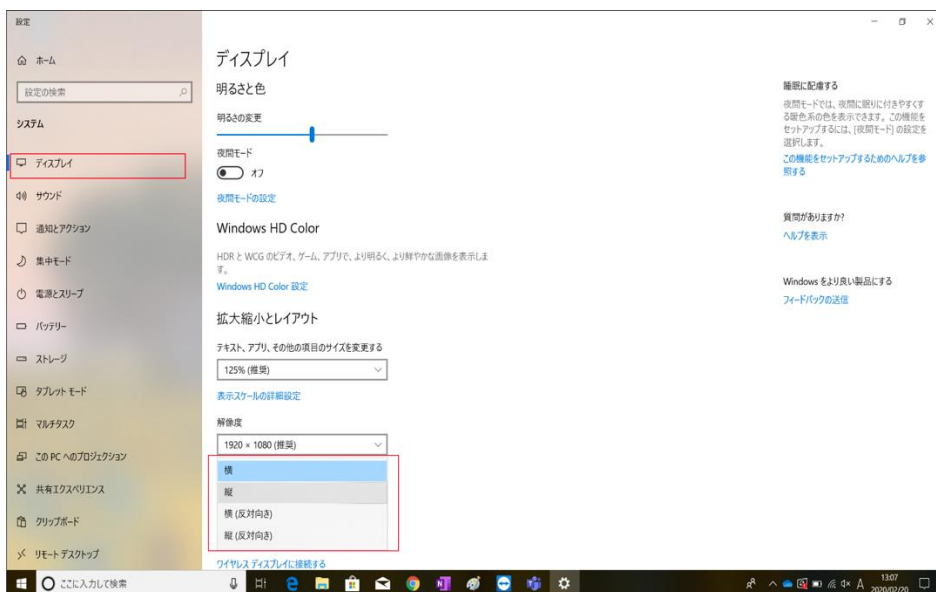 設定
ホーム
設定の検索
システム
ディスプレイ
サウンド
通知とアクション
集中モード
電源とスリープ
バッテリー
ストレージ
タブレット モード
マルチタスク
この PC へのプロジェクション
共有エクスペリエンス
クリップボード
リモート デスクトップ
ディスプレイ
明るさと色
明るさの変更
夜間モード
オフ
夜間モードの設定
Windows HD Color
HDR と WCG のビデオ、ゲーム、アプリで、より明るく、より鮮やかな画像を表示しま
す。
Windows HD Color 設定
拡大縮小とレイアウト
テキスト、アプリ、その他の項目のサイズを変更する
125% (推奨)
表示スケールの詳細設定
解像度
1920 × 1080 (推奨)
横
縦
横 (反対向き)
縦 (反対向き)
ワイヤレス ディスプレイに接続する
睡眠に配慮する
夜間モードでは、夜間に眠りに付きやすくす
る暖色系の色を表示できます。この機能を
セットアップするには、[夜間モード] の設定を
選択します。
この機能をセットアップするためのヘルプを参
照する
質問がありますか?
ヘルプを表示
Windows をより良い製品にする
フィードバックの送信
ここに入力して検索
A
13:07
2020/02/20